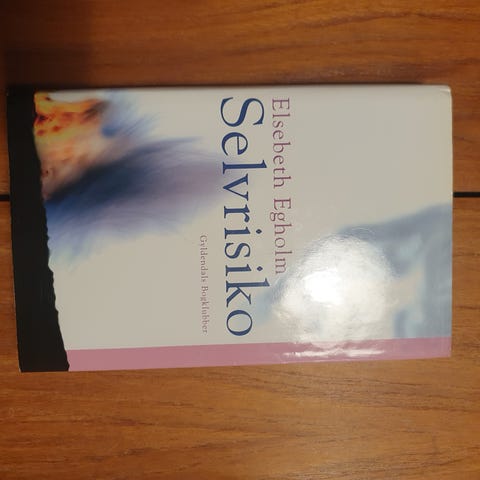 Elsebeth Egholm
Selvrisiko
Gyldendals Bogklubber